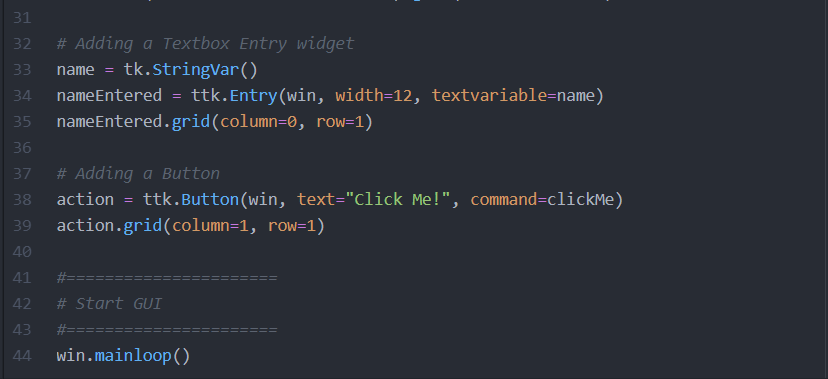 31
32 # Adding a Textbox Entry widget
33 name = tk.StringVar()
34 nameEntered = ttk.Entry(win, width=12, textvariable=name)
35 nameEntered.grid(column=0, row=1)
36
37 # Adding a Button
38 action = ttk.Button(win, text="Click Me!", command=clickMe)
39 action.grid(column=1, row=1)
40
41 #======================
42 # Start GUI
43 #======================
44 win.mainloop()